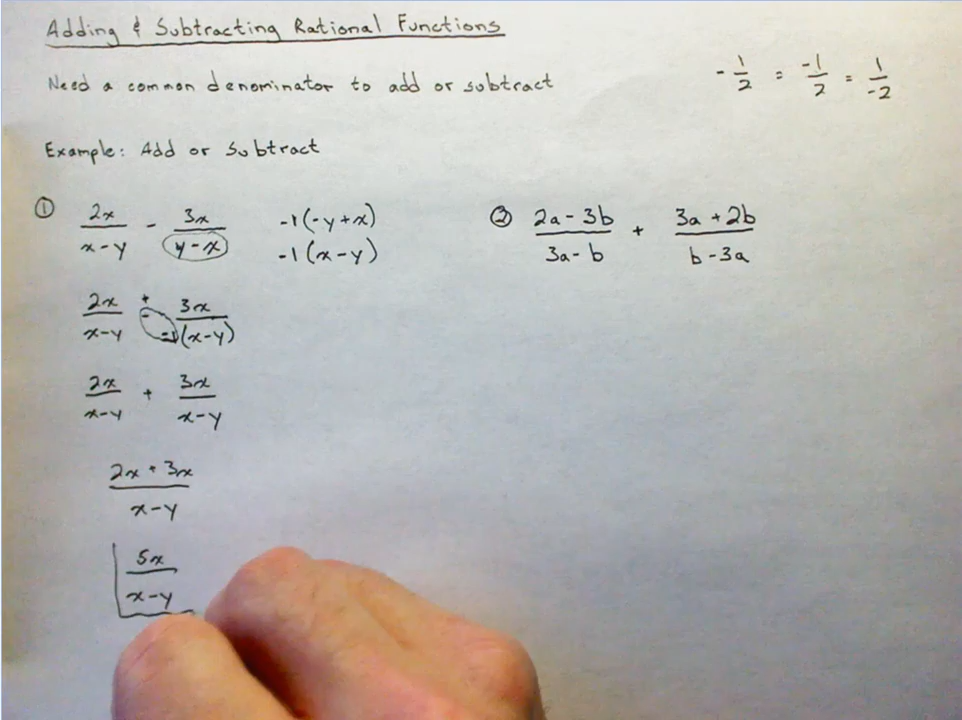 Adding & Subtracting Rational Functions
Need a common denominator to add or subtract
-1/2 = -1/2 = 1/-2
Example: Add or Subtract
① 2x/(x-y) - 3x/(y-x)
-1(-y+x)
-1(x-y)
2x/(x-y) + - 3x/(-1(x-y))
2x/(x-y) + 3x/(x-y)
(2x+3x)/(x-y)
5x/(x-y)
② (2a-3b)/(3a-b) + (3a+2b)/(b-3a)